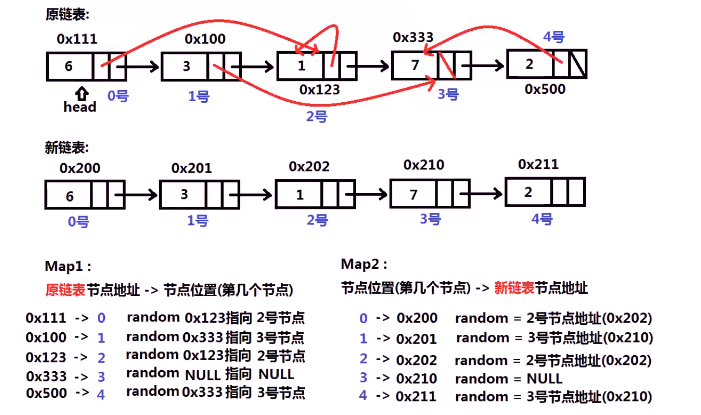 原链表:
0x111 0x100 0x333 4号
6 3 1 7 2
head 0号 1号 0x123 3号 0x500
2号
新链表:
0x200 0x201 0x202 0x210 0x211
6 3 1 7 2
0号 1号 2号 3号 4号
Map1：
原链表节点地址 -> 节点位置(第几个节点)
0x111 -> 0 random 0x123指向 2号节点
0x100 -> 1 random 0x333指向 3号节点
0x123 -> 2 random 0x123指向 2号节点
0x333 -> 3 random NULL指向 NULL
0x500 -> 4 random 0x333指向 3号节点
Map2：
节点位置(第几个节点) -> 新链表节点地址
0 -> 0x200 random = 2号节点地址(0x202)
1 -> 0x201 random = 3号节点地址(0x210)
2 -> 0x202 random = 2号节点地址(0x202)
3 -> 0x210 random = NULL
4 -> 0x211 random = 3号节点地址(0x210)